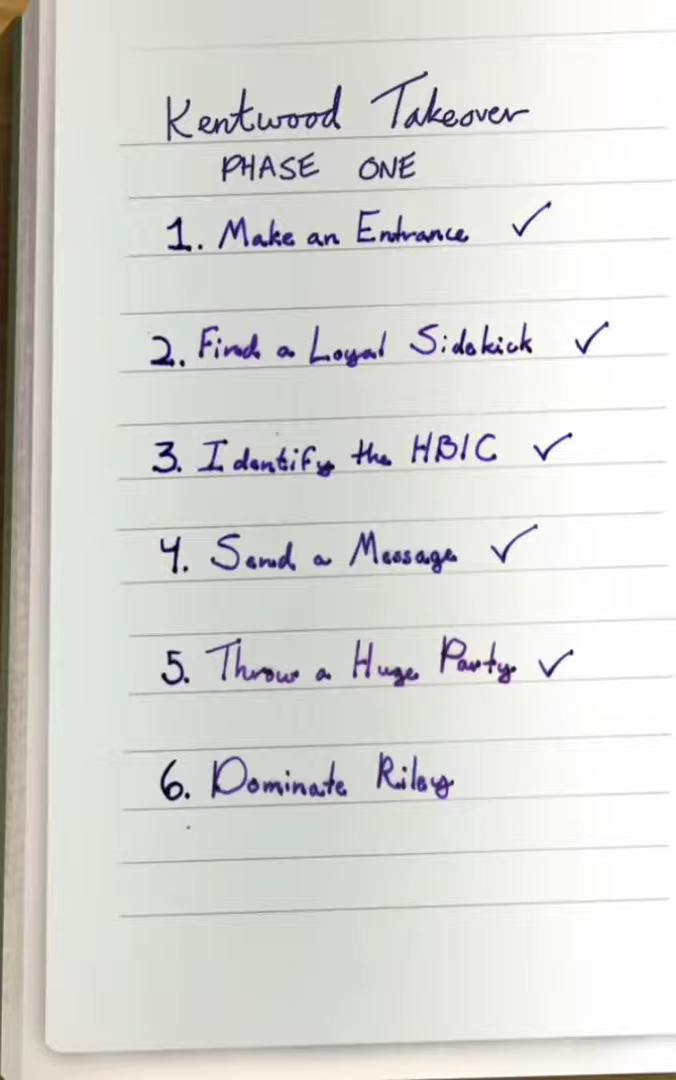 Kentwood Takeover
PHASE ONE
1. Make an Entrance ✓
2. Find a Loyal Sidekick ✓
3. Identify the HBIC ✓
4. Send a Message ✓
5. Throw a Huge Party ✓
6. Dominate Riley